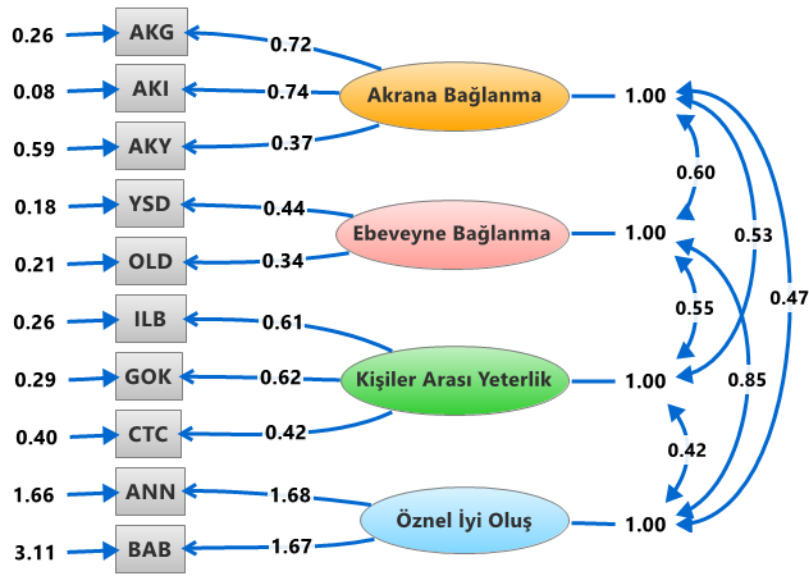 0.26 AKG 0.72
0.08 AKI 0.74 Akrana Bağlanma 1.00
0.59 AKY 0.37
0.60
0.18 YSD 0.44
Ebeveyne Bağlanma 1.00 0.53
0.21 OLD 0.34
0.47
0.26 ILB 0.61 0.55
0.29 GOK 0.62 Kişiler Arası Yeterlik 1.00 0.85
0.40 CTC 0.42
0.42
1.66 ANN 1.68
Öznel İyi Oluş 1.00
3.11 BAB 1.67